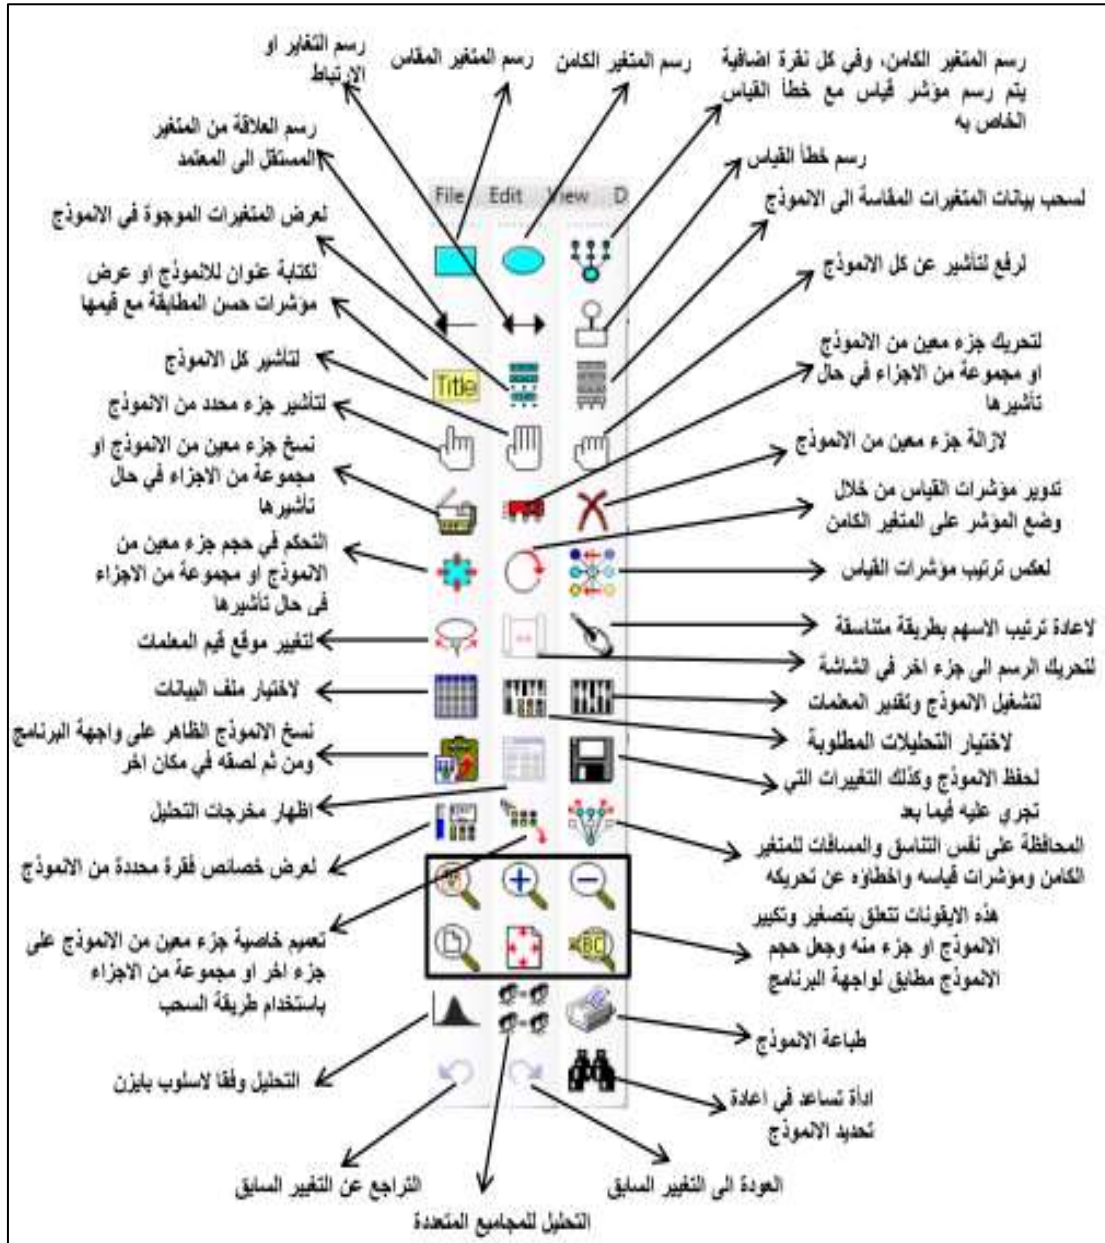 رسم المتغير الكامن، وفي كل نقرة اضافية
يتم رسم مؤشر قياس مع خطأ القياس
الخاص به
رسم المتغير الكامن
رسم المتغير المقاس
رسم التغاير او
الارتباط
رسم خطأ القياس
رسم العلاقة من المتغير
المستقل الى المعتمد
File Edit View D
لسحب بيانات المتغيرات المقاسة الى الانموذج
لعرض المتغيرات الموجوة في الانموذج
لرفع لتأشير عن كل الانموذج
لكتابة عنوان للانموذج او عرض
مؤشرات حسن المطابقة مع قيمها
لتحريك جزء معين من الانموذج
او مجموعة من الاجزاء في حال
تأشيرها
لتأشير كل الانموذج
Title
لتأشير جزء محدد من الانموذج
لازالة جزء معين من الانموذج
نسخ جزء معين من الانموذج او
مجموعة من الاجزاء في حال
تأشيرها
تدوير مؤشرات القياس من خلال
وضع المؤشر على المتغير الكامن
التحكم في حجم جزء معين من
الانموذج او مجموعة من الاجزاء
في حال تأشيرها
لعكس ترتيب مؤشرات القياس
لاعادة ترتيب الاسهم بطريقة متناسقة
لتغيير موقع قيم المعلمات
لتحريك الرسم الى جزء اخر في الشاشة
لاختيار ملف البيانات
لتشغيل الانموذج وتقدير المعلمات
لاختيار التحليلات المطلوبة
نسخ الانموذج الظاهر على واجهة البرنامج
ومن ثم لصقه في مكان اخر
لحفظ الانموذج وكذلك التغييرات التي
تجري عليه فيما بعد
اظهار مخرجات التحليل
المحافظة على نفس التناسق والمسافات للمتغير
الكامن ومؤشرات قياسه واخطاؤه عن تحريكه
لعرض خصائص فقرة محددة من الانموذج
هذه الايقونات تتعلق بتصغير وتكبير
الانموذج او جزء منه وجعل حجم
الانموذج مطابق لواجهة البرنامج
ABC
تعميم خاصية جزء معين من الانموذج على
جزء اخر او مجموعة من الاجزاء
باستخدام طريقة السحب
طباعة الانموذج
التحليل وفقا لاسلوب بايزن
ادأة تساعد في اعادة
تحديد الانموذج
العودة الى التغيير السابق
التراجع عن التغيير السابق
التحليل للمجاميع المتعددة